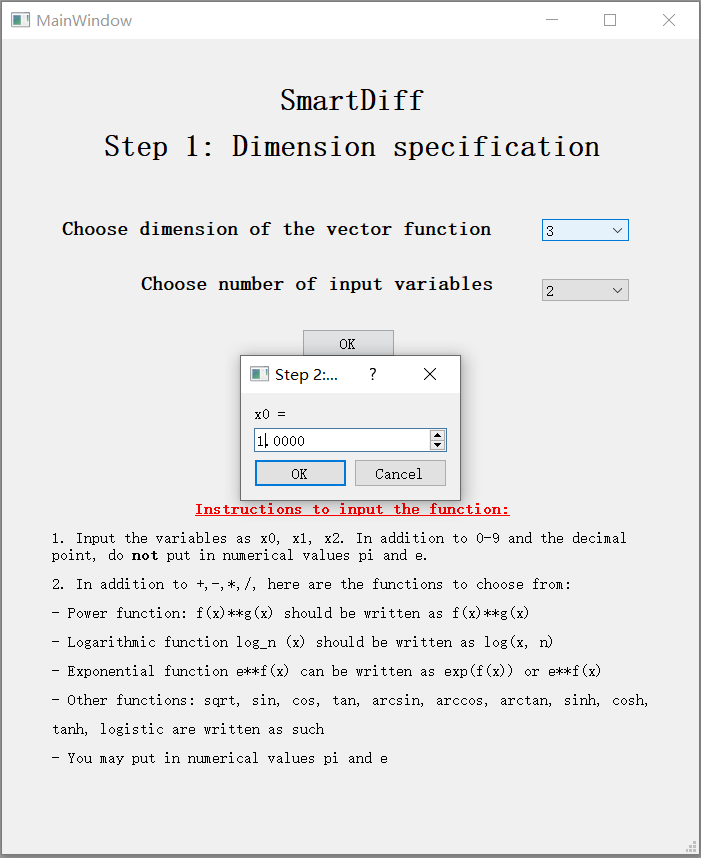 MainWindow
SmartDiff
Step 1: Dimension specification
Choose dimension of the vector function
3
Choose number of input variables
2
OK
Step 2:...
?
x0 =
1.0000
OK
Cancel
Instructions to input the function:
1. Input the variables as x0, x1, x2. In addition to 0-9 and the decimal
point, do not put in numerical values pi and e.
2. In addition to +,-,*,/, here are the functions to choose from:
- Power function: f(x)**g(x) should be written as f(x)**g(x)
- Logarithmic function log_n (x) should be written as log(x, n)
- Exponential function e**f(x) can be written as exp(f(x)) or e**f(x)
- Other functions: sqrt, sin, cos, tan, arcsin, arccos, arctan, sinh, cosh,
tanh, logistic are written as such
- You may put in numerical values pi and e